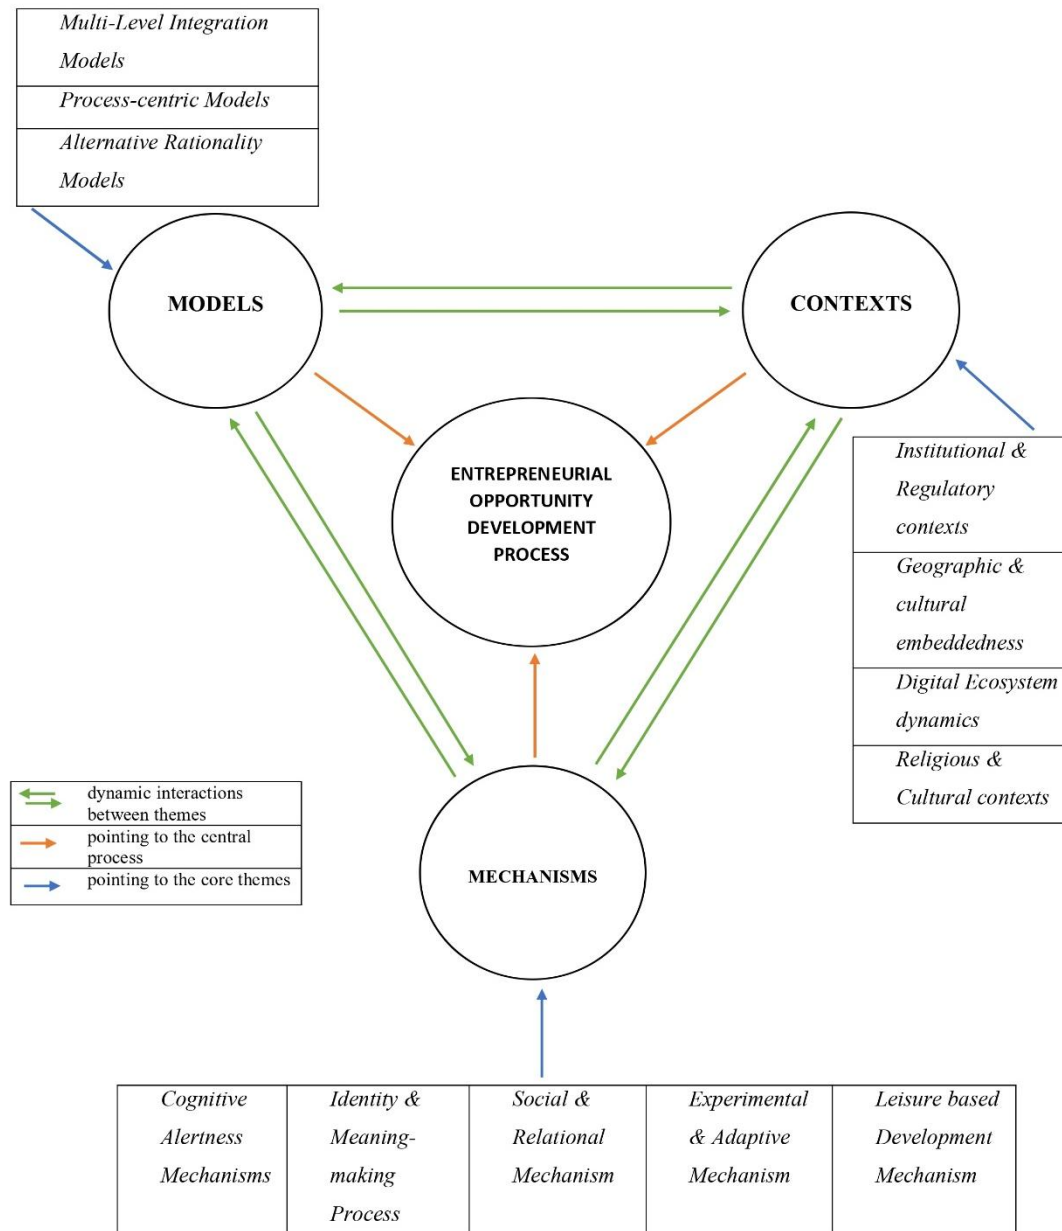 Multi-Level Integration
Models
Process-centric Models
Alternative Rationality
Models
MODELS
CONTEXTS
ENTREPRENEURIAL
OPPORTUNITY
DEVELOPMENT
PROCESS
Institutional &
Regulatory
contexts
Geographic &
cultural
embeddedness
Digital Ecosystem
dynamics
Religious &
Cultural contexts
dynamic interactions
between themes
pointing to the central
process
pointing to the core themes
MECHANISMS
Cognitive
Alertness
Mechanisms
Identity &
Meaning-
making
Process
Social &
Relational
Mechanism
Experimental
& Adaptive
Mechanism
Leisure based
Development
Mechanism